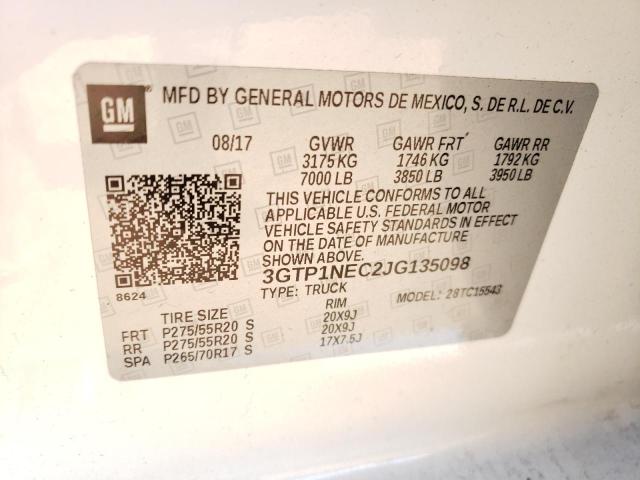 GM MFD BY GENERAL MOTORS DE MEXICO, S. DE R.L. DE C.V.
08/17 GVWR GAWR FRT GAWR RR
3175 KG 1746 KG 1792 KG
7000 LB 3850 LB 3950 LB
THIS VEHICLE CONFORMS TO ALL
APPLICABLE U.S. FEDERAL MOTOR
VEHICLE SAFETY STANDARDS IN
EFFECT ON THE DATE OF MANUFACTURE
SHOWN ABOVE.
8624
3GTP1NEC2JG135098
TYPE: TRUCK MODEL: 28TC15543
TIRE SIZE RIM
FRT P275/55R20 S 20X9J
RR P275/55R20 S 20X9J
SPA P265/70R17 S 17X7.5J